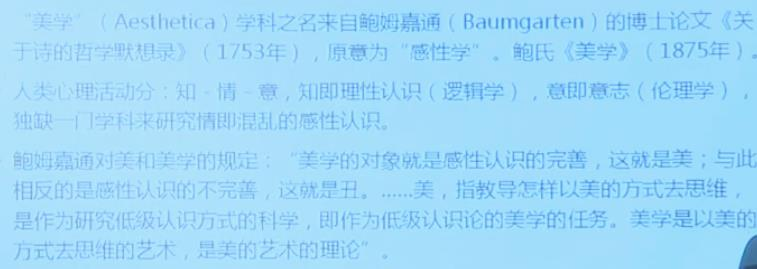 “美学”（Aesthetica）学科之名来自鲍姆嘉通（Baumgarten）的博士论文《关
于诗的哲学默想录》（1753年），原意为“感性学”。鲍氏《美学》（1875年）。
人类心理活动分：知-情-意，知即理性认识（逻辑学），意即意志（伦理学），
独缺一门学科来研究情即混乱的感性认识。
鲍姆嘉通对美和美学的规定：“美学的对象就是感性认识的完善，这就是美；与此
相反的是感性认识的不完善，这就是丑。……美，指教导怎样以美的方式去思维，
是作为研究低级认识方式的科学，即作为低级认识论的美学的任务。美学是以美的
方式去思维的艺术，是美的艺术的理论”。